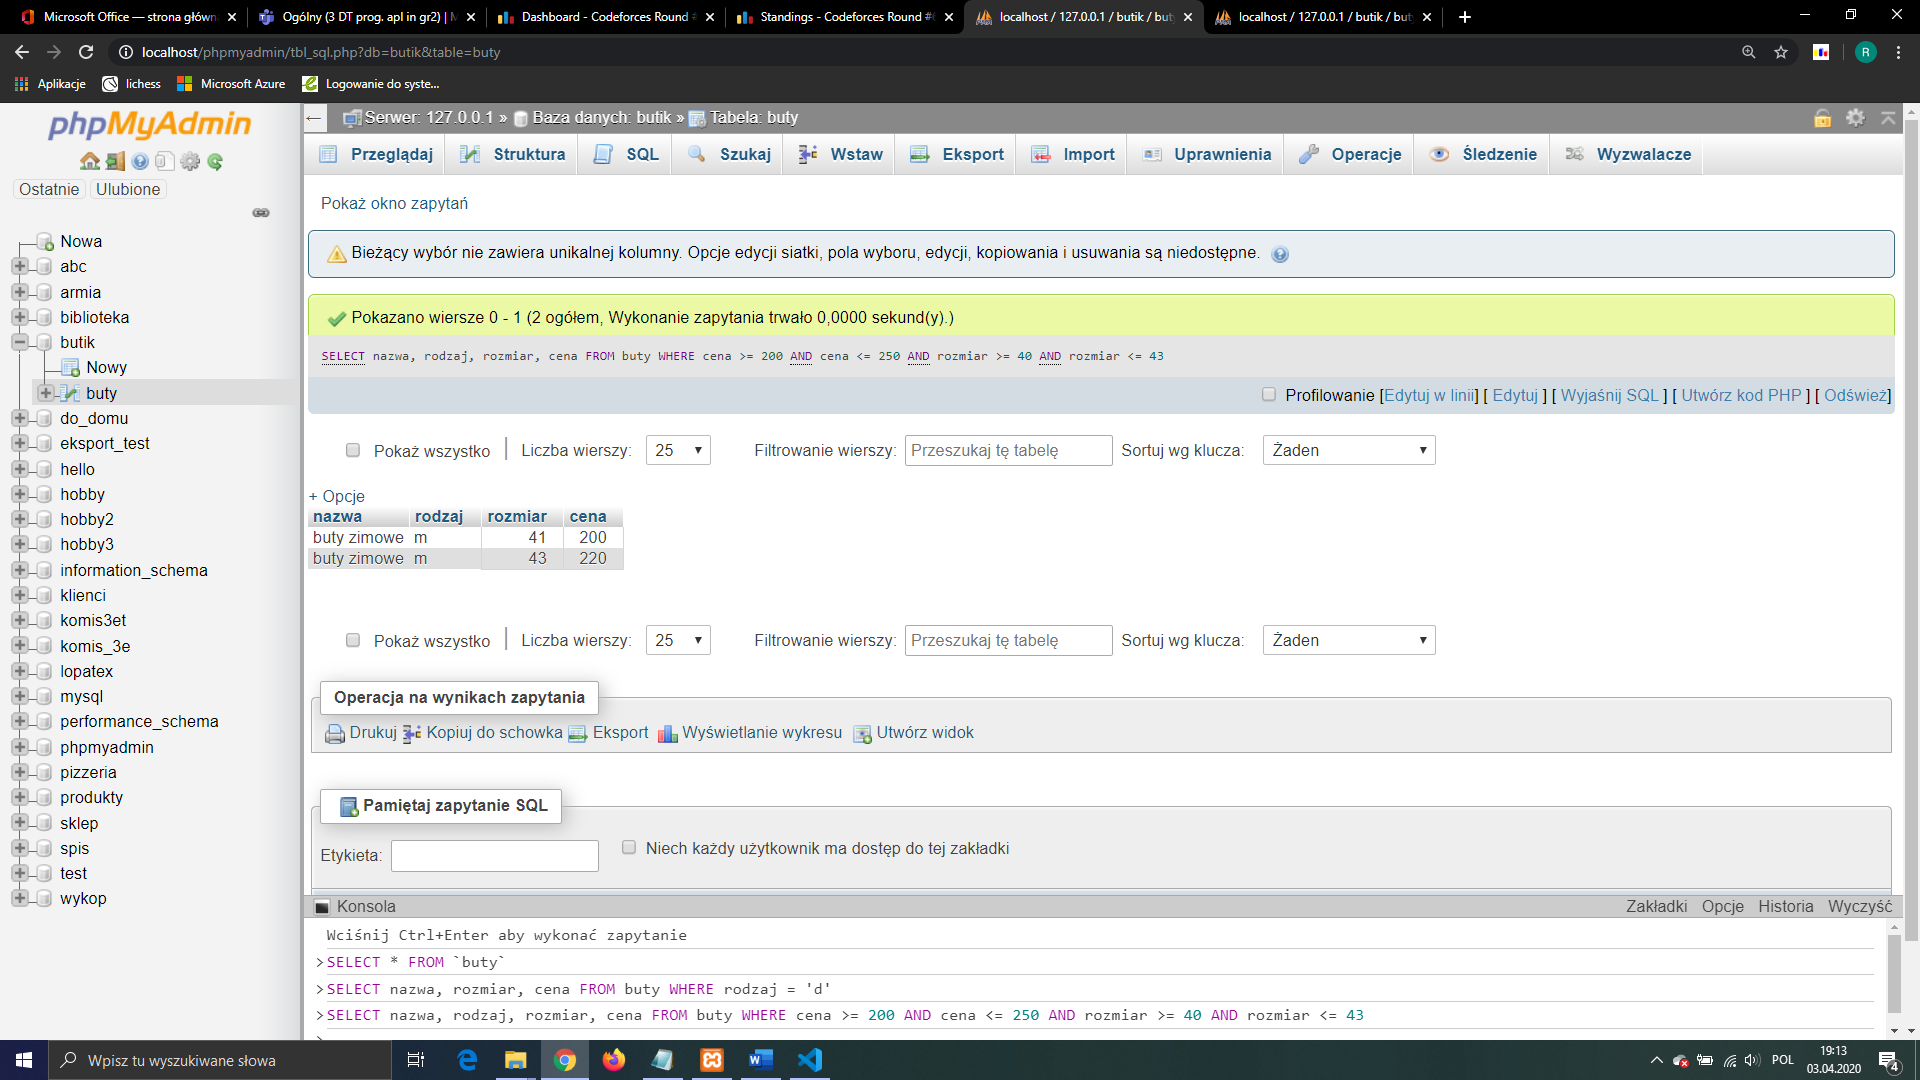 Microsoft Office — strona główn
Ogólny (3 DT prog. apl in gr2) | M
Dashboard - Codeforces Round #
Standings - Codeforces Round #6
localhost / 127.0.0.1 / butik / buty
localhost / 127.0.0.1 / butik / buty
localhost/phpmyadmin/tbl_sql.php?db=butik&table=buty
R
Aplikacje
lichess
Microsoft Azure
Logowanie do syste...
phpMyAdmin
Ostatnie
Ulubione
Nowa
abc
armia
biblioteka
butik
Nowy
buty
do_domu
eksport_test
hello
hobby
hobby2
hobby3
information_schema
klienci
komis3et
komis_3e
lopatex
mysql
performance_schema
phpmyadmin
pizzeria
produkty
sklep
spis
test
wykop
Serwer: 127.0.0.1 » Baza danych: butik » Tabela: buty
Przeglądaj
Struktura
SQL
Szukaj
Wstaw
Eksport
Import
Uprawnienia
Operacje
Śledzenie
Wyzwalacze
Pokaż okno zapytań
Bieżący wybór nie zawiera unikalnej kolumny. Opcje edycji siatki, pola wyboru, edycji, kopiowania i usuwania są niedostępne.
Pokazano wiersze 0 - 1 (2 ogółem, Wykonanie zapytania trwało 0,0000 sekund(y).)
SELECT nazwa, rodzaj, rozmiar, cena FROM buty WHERE cena >= 200 AND cena <= 250 AND rozmiar >= 40 AND rozmiar <= 43
Profilowanie [Edytuj w linii] [ Edytuj ] [ Wyjaśnij SQL ] [ Utwórz kod PHP ] [ Odśwież]
Pokaż wszystko | Liczba wierszy: 25 Filtrowanie wierszy: Przeszukaj tę tabelę Sortuj wg klucza: Żaden
+ Opcje
nazwa rodzaj rozmiar cena
buty zimowe m 41 200
buty zimowe m 43 220
Pokaż wszystko | Liczba wierszy: 25 Filtrowanie wierszy: Przeszukaj tę tabelę Sortuj wg klucza: Żaden
Operacja na wynikach zapytania
Drukuj Kopiuj do schowka Eksport Wyświetlanie wykresu Utwórz widok
Pamiętaj zapytanie SQL
Etykieta: Niech każdy użytkownik ma dostęp do tej zakładki
Konsola
Zakładki Opcje Historia Wyczyść
Wciśnij Ctrl+Enter aby wykonać zapytanie
>SELECT * FROM `buty`
>SELECT nazwa, rozmiar, cena FROM buty WHERE rodzaj = 'd'
>SELECT nazwa, rodzaj, rozmiar, cena FROM buty WHERE cena >= 200 AND cena <= 250 AND rozmiar >= 40 AND rozmiar <= 43
>
Wpisz tu wyszukiwane słowa
POL
19:13
03.04.2020
4